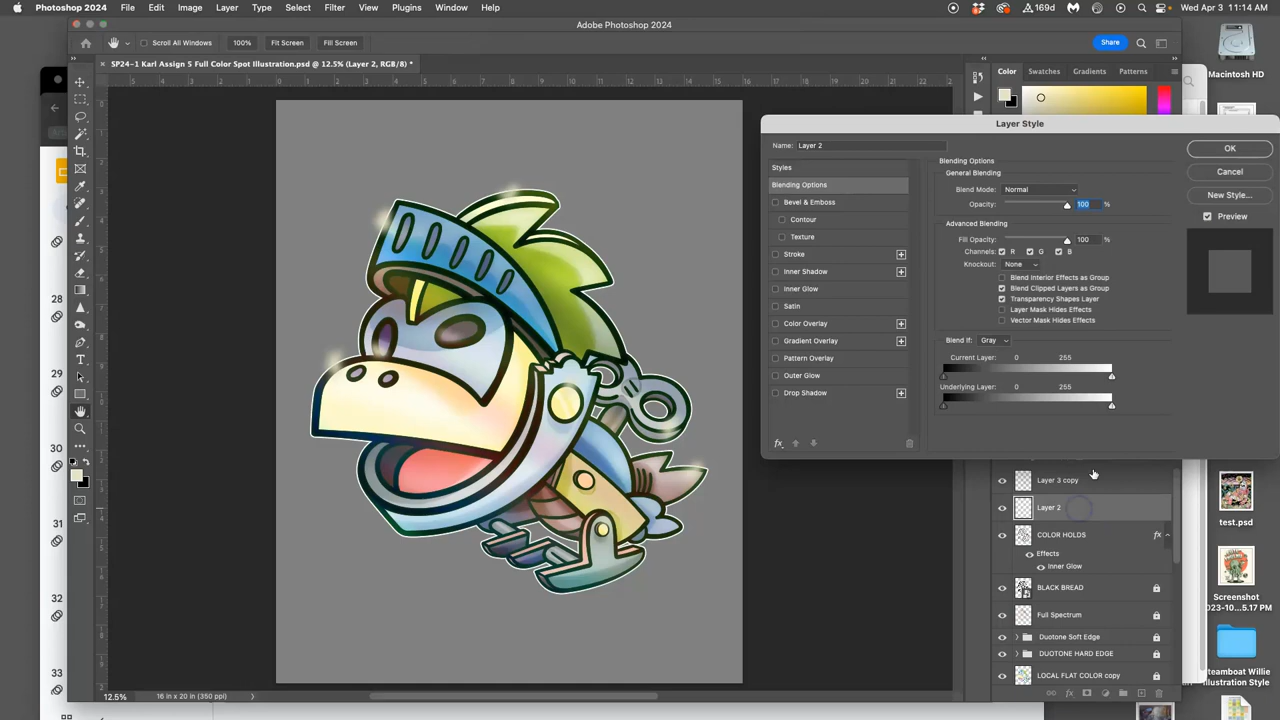 Photoshop 2024 File Edit Image Layer Type Select Filter View Plugins Window Help 169d Wed Apr 3 11:14 AM
Adobe Photoshop 2024
Scroll All Windows 100% Fit Screen Fill Screen Share
SP24-1 Karl Assign 5 Full Color Spot Illustration.psd @ 12.5% (Layer 2, RGB/8) *
Color Swatches Gradients Patterns
Macintosh HD
Layer Style
Name: Layer 2
Styles
Blending Options
Bevel & Emboss
Contour
Texture
Stroke
Inner Shadow
Inner Glow
Satin
Color Overlay
Gradient Overlay
Pattern Overlay
Outer Glow
Drop Shadow
fx
Blending Options
General Blending
Blend Mode: Normal
Opacity: 100 %
Advanced Blending
Fill Opacity: 100 %
Channels: R G B
Knockout: None
Blend Interior Effects as Group
Blend Clipped Layers as Group
Transparency Shapes Layer
Layer Mask Hides Effects
Vector Mask Hides Effects
Blend If: Gray
Current Layer: 0 255
Underlying Layer: 0 255
OK
Cancel
New Style...
Preview
Layer 3 copy
Layer 2
COLOR HOLDS fx
Effects
Inner Glow
BLACK BREAD
Full Spectrum
Duotone Soft Edge
DUOTONE HARD EDGE
LOCAL FLAT COLOR copy
28
29
30
31
32
33
test.psd
Screenshot
023-10...5.17 PM
teamboat Willie
llustration Style
12.5% 16 in x 20 in (350 ppi)